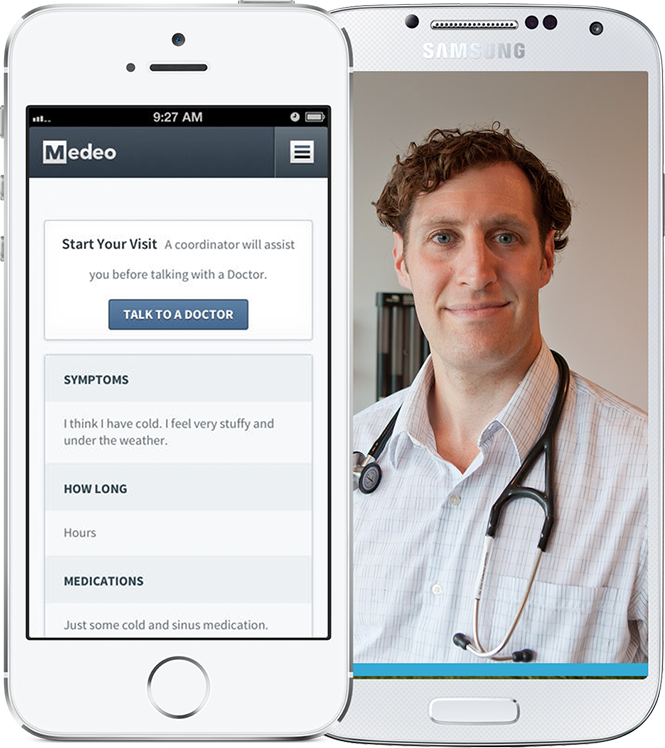 9:27 AM
Medeo
Start Your Visit A coordinator will assist
you before talking with a Doctor.
TALK TO A DOCTOR
SYMPTOMS
I think I have cold. I feel very stuffy and
under the weather.
HOW LONG
Hours
MEDICATIONS
Just some cold and sinus medication.
SAMSUNG